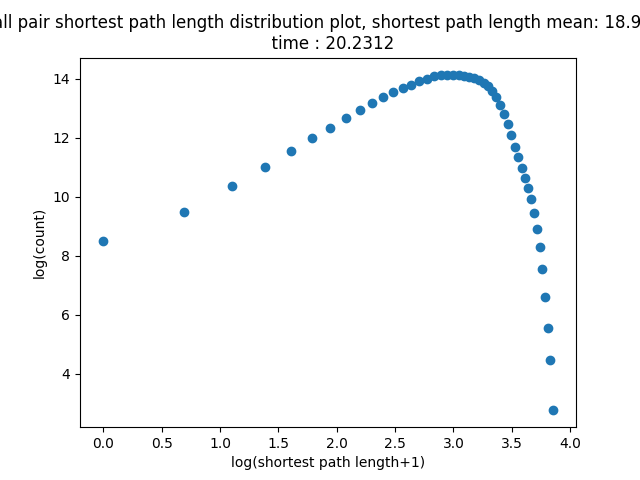 all pair shortest path length distribution plot, shortest path length mean: 18.9
time : 20.2312
log(count)
14
12
10
8
6
4
0.0 0.5 1.0 1.5 2.0 2.5 3.0 3.5 4.0
log(shortest path length+1)